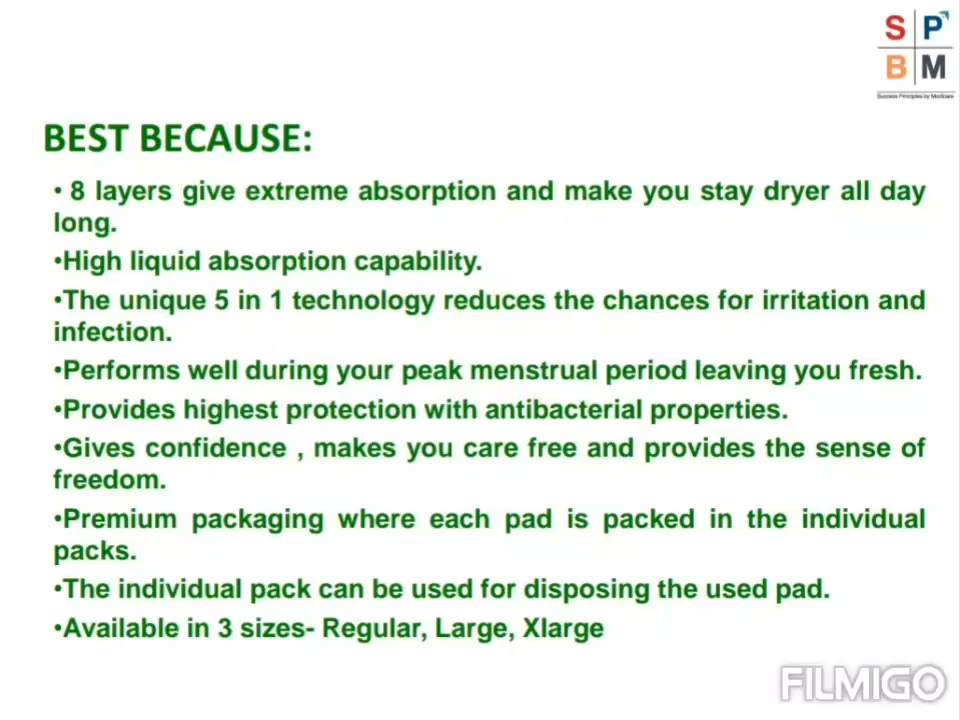 S P
B M
Success Principles by Modicare
BEST BECAUSE:
• 8 layers give extreme absorption and make you stay dryer all day
long.
•High liquid absorption capability.
•The unique 5 in 1 technology reduces the chances for irritation and
infection.
•Performs well during your peak menstrual period leaving you fresh.
•Provides highest protection with antibacterial properties.
•Gives confidence , makes you care free and provides the sense of
freedom.
•Premium packaging where each pad is packed in the individual
packs.
•The individual pack can be used for disposing the used pad.
•Available in 3 sizes- Regular, Large, Xlarge
FILMIGO